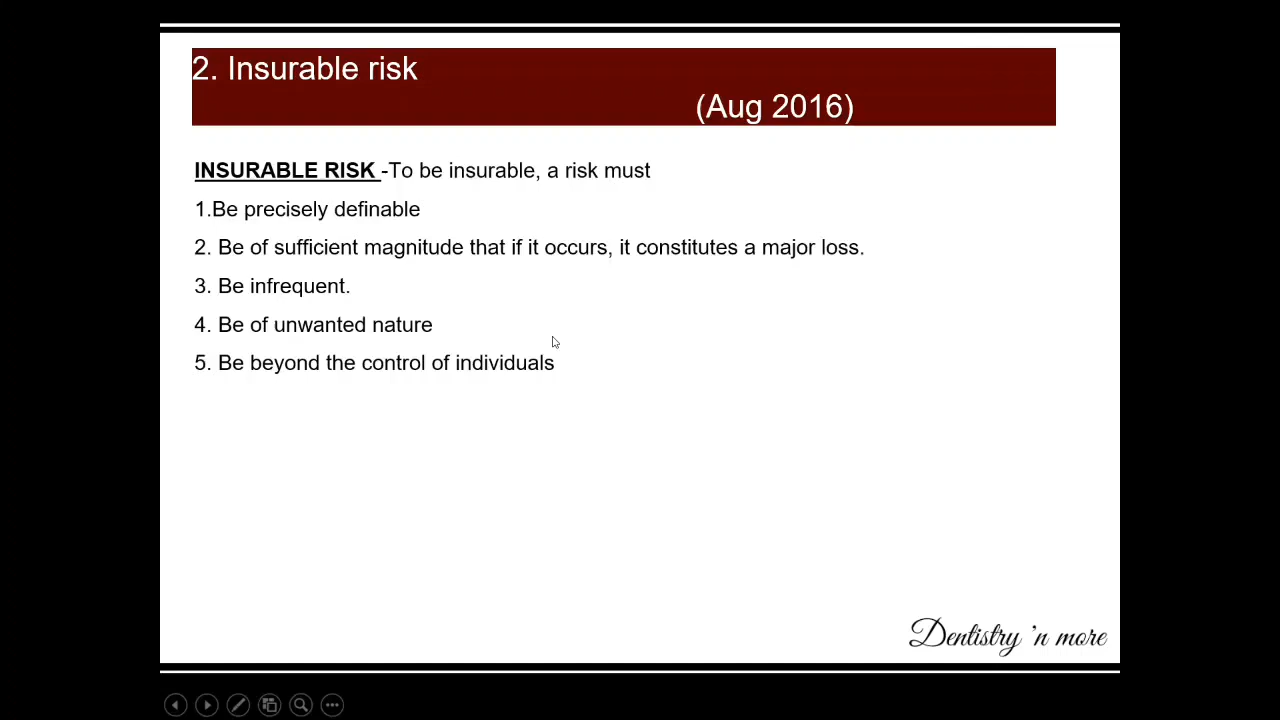 2. Insurable risk
(Aug 2016)
INSURABLE RISK -To be insurable, a risk must
1.Be precisely definable
2. Be of sufficient magnitude that if it occurs, it constitutes a major loss.
3. Be infrequent.
4. Be of unwanted nature
5. Be beyond the control of individuals
Dentistry 'n more